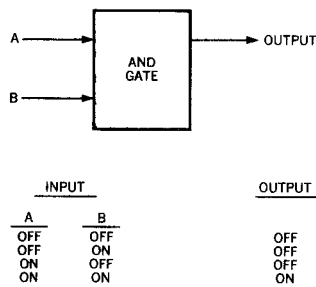 A
B
AND
GATE
OUTPUT
INPUT OUTPUT
A B
OFF OFF OFF
OFF ON OFF
ON OFF OFF
ON ON ON